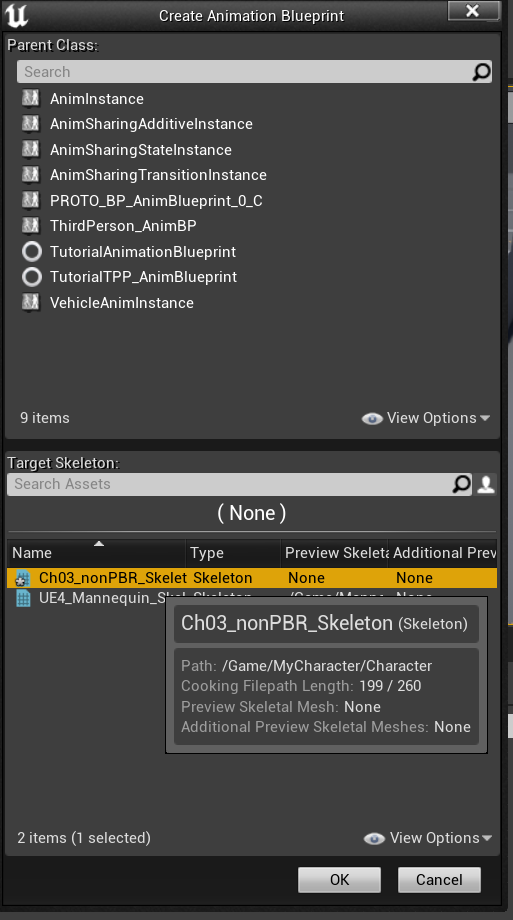 Create Animation Blueprint
Parent Class:
Search
AnimInstance
AnimSharingAdditiveInstance
AnimSharingStateInstance
AnimSharingTransitionInstance
PROTO_BP_AnimBlueprint_0_C
ThirdPerson_AnimBP
TutorialAnimationBlueprint
TutorialTPP_AnimBlueprint
VehicleAnimInstance
9 items View Options
Target Skeleton:
Search Assets
( None )
Name Type Preview Skeleta Additional Prev
Ch03_nonPBR_Skelet Skeleton None None
UE4_Mannequin_Skel Skeleton /Game/Manne None
Ch03_nonPBR_Skeleton (Skeleton)
Path: /Game/MyCharacter/Character
Cooking Filepath Length: 199 / 260
Preview Skeletal Mesh: None
Additional Preview Skeletal Meshes: None
2 items (1 selected) View Options
OK Cancel